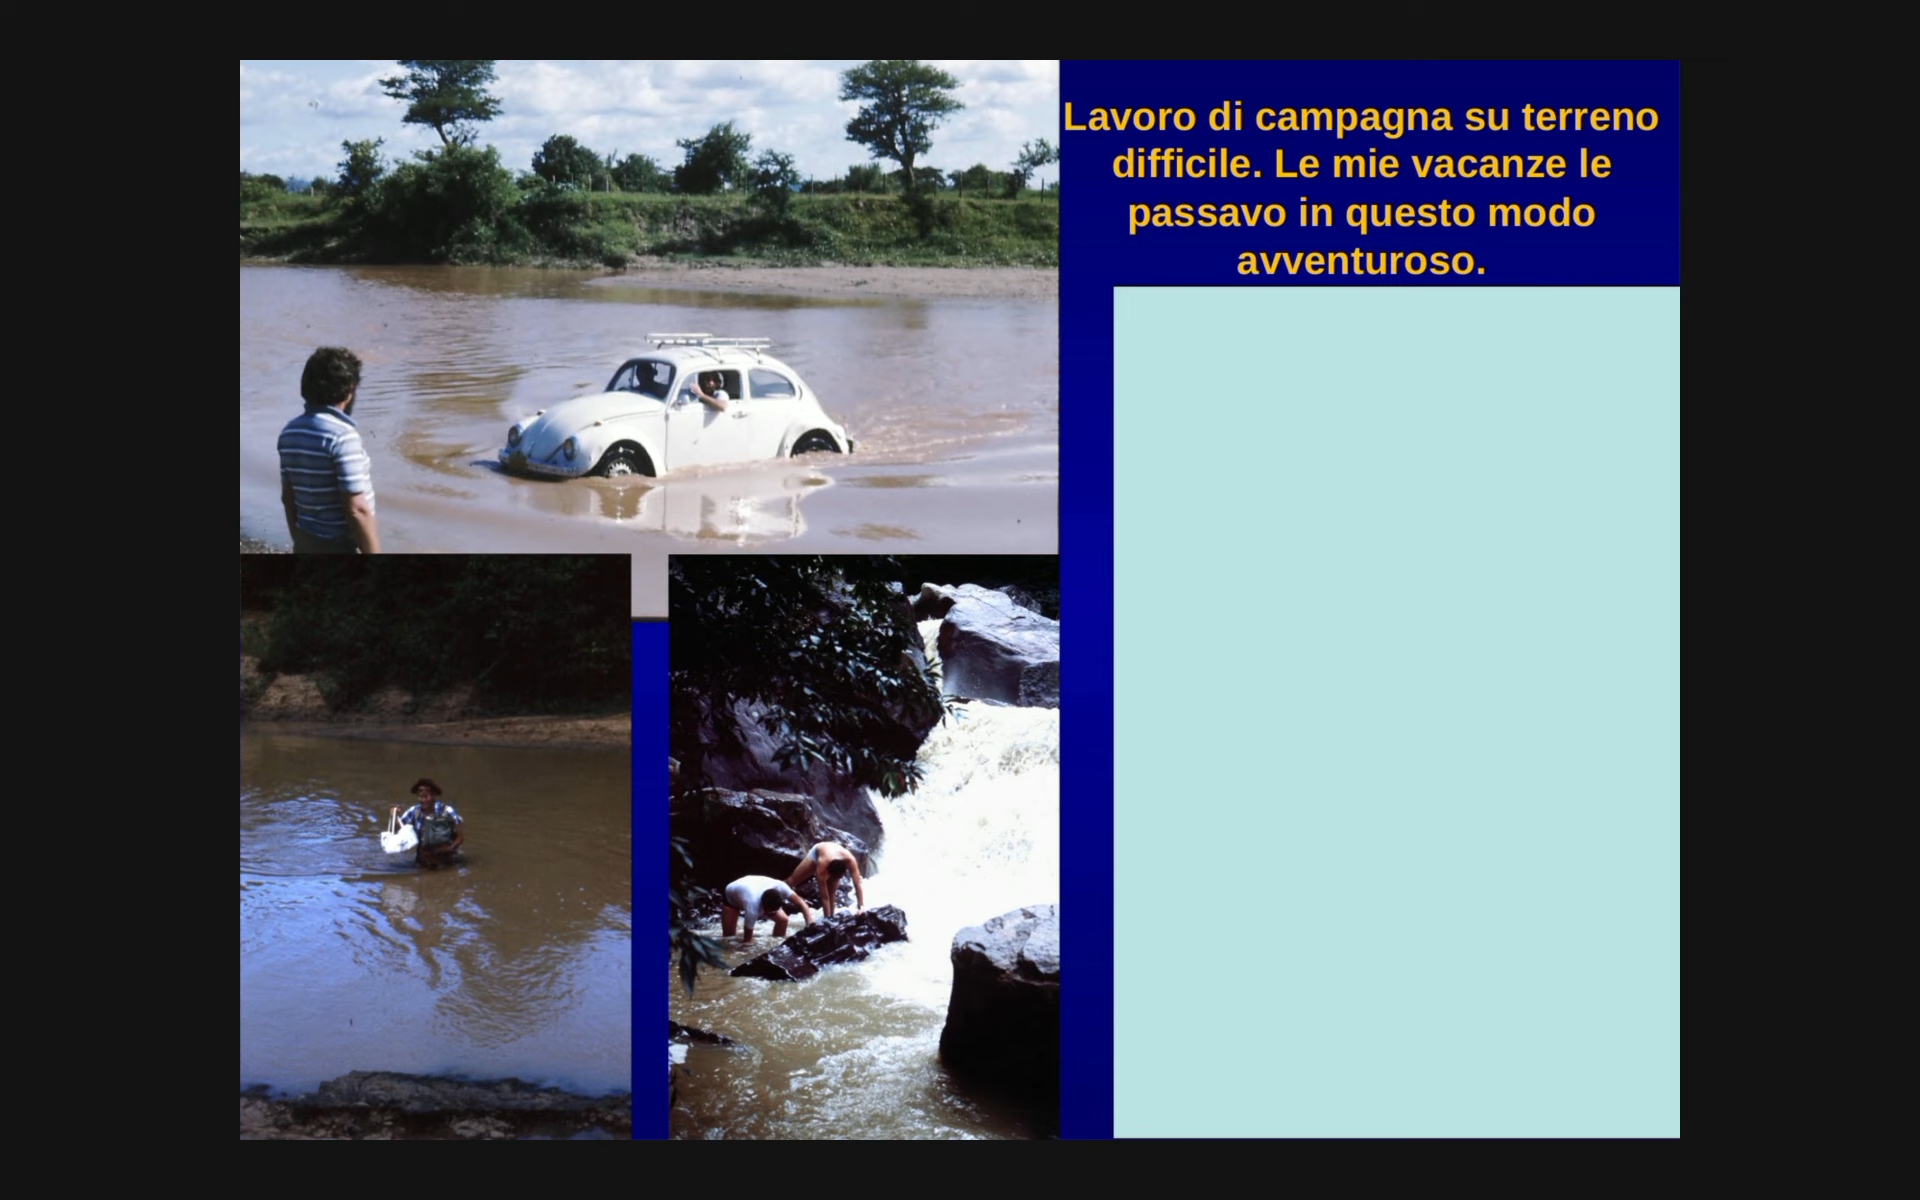 Lavoro di campagna su terreno
difficile. Le mie vacanze le
passavo in questo modo
avventuroso.